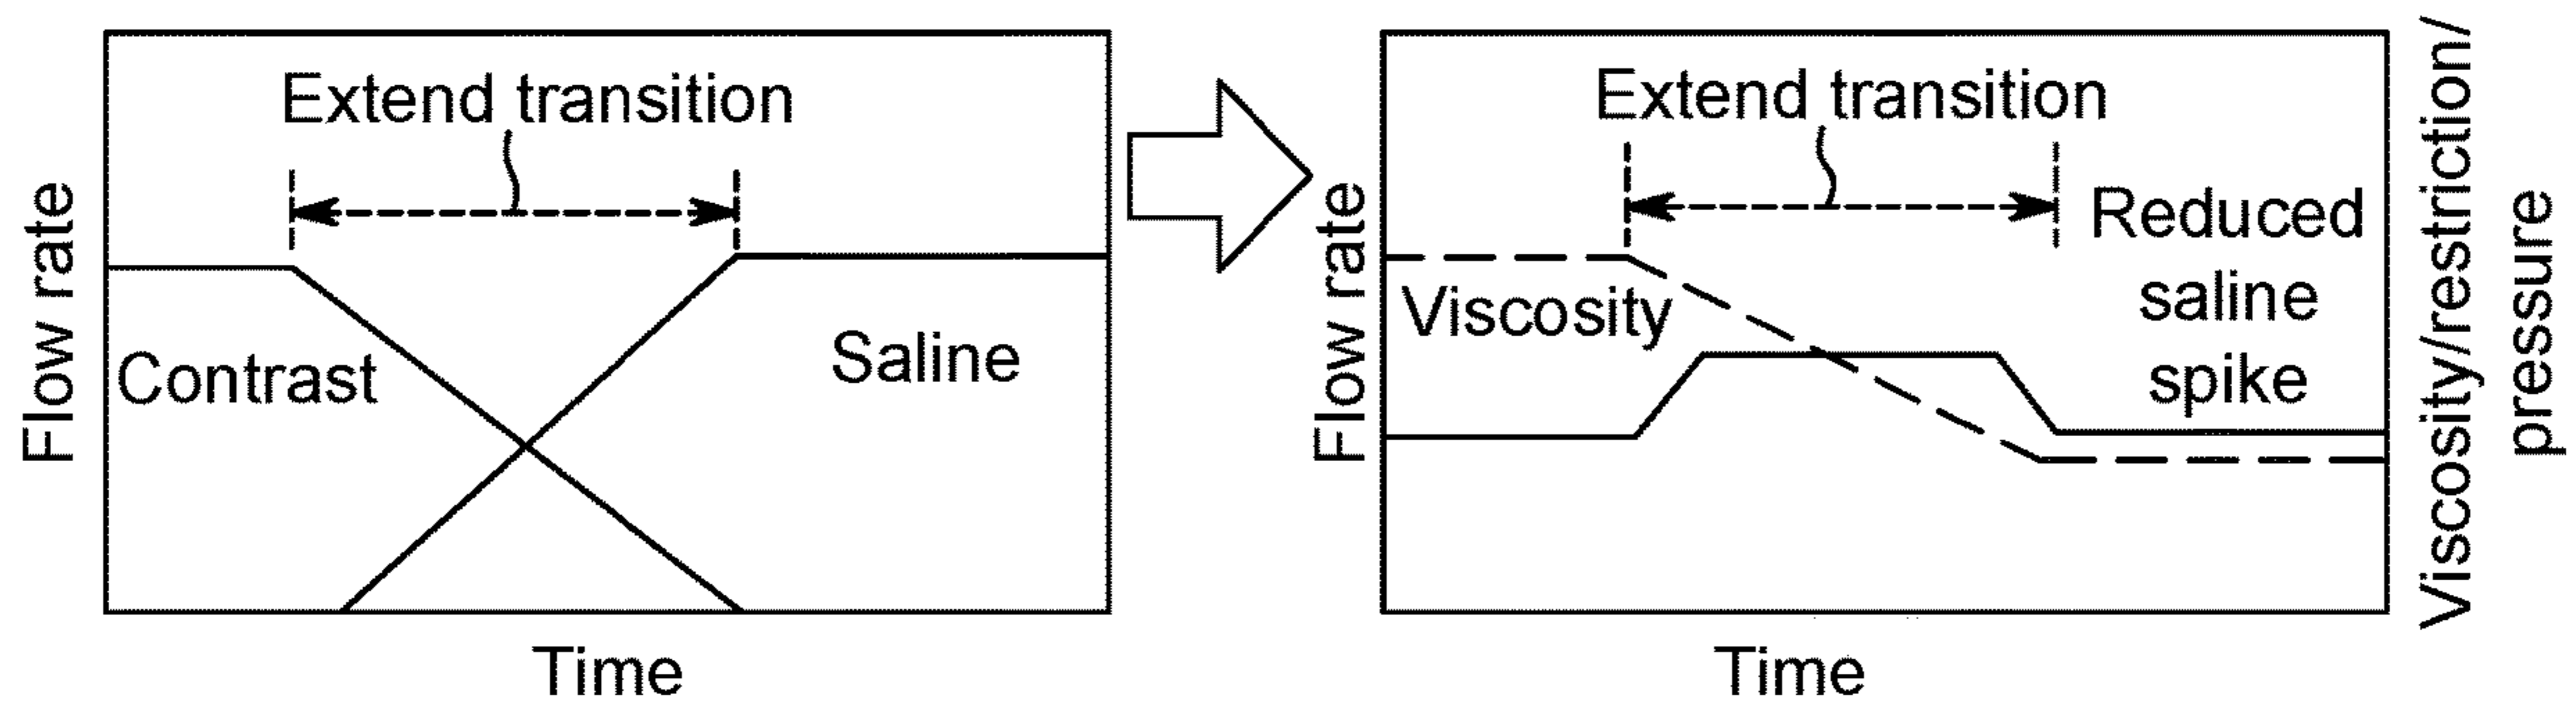 Flow rate
Extend transition
Contrast
Saline
Time
Flow rate
Extend transition
Viscosity
Reduced
saline
spike
Time
Viscosity/restriction/
pressure